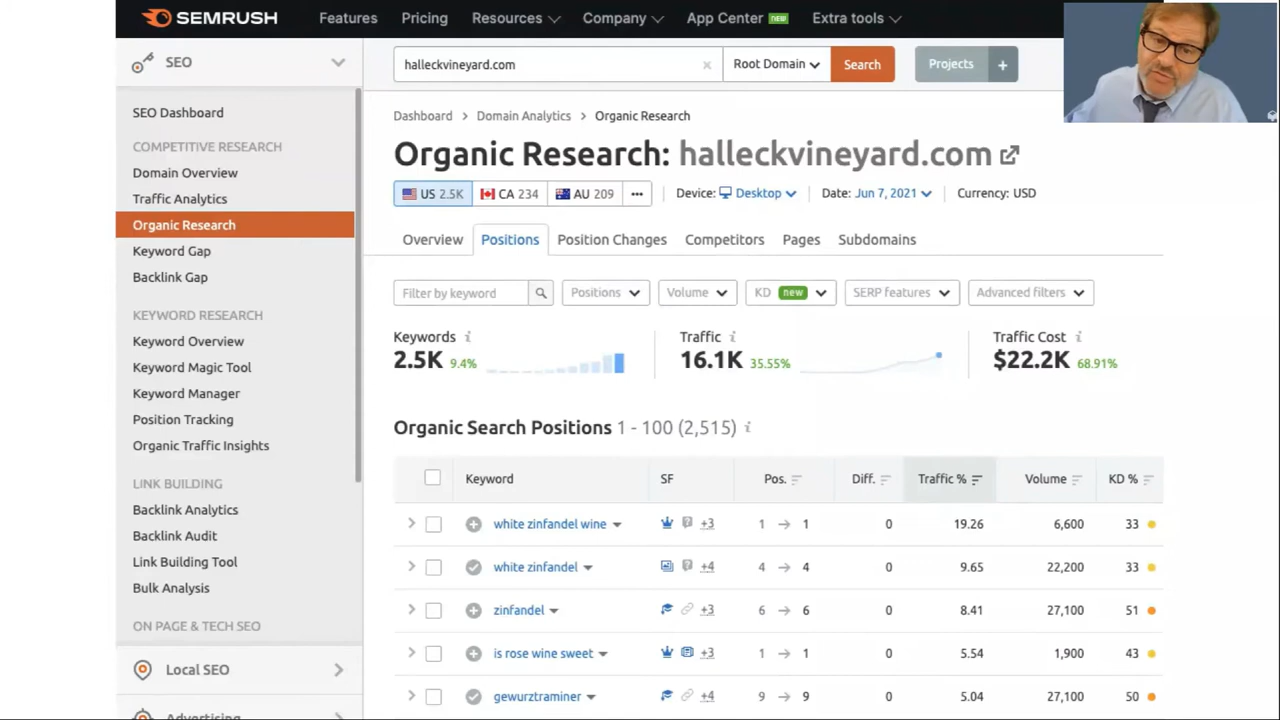 SEMRUSH Features Pricing Resources Company App Center NEW Extra tools
SEO
halleckvineyard.com × Root Domain Search Projects +
SEO Dashboard
COMPETITIVE RESEARCH
Domain Overview
Traffic Analytics
Organic Research
Keyword Gap
Backlink Gap
KEYWORD RESEARCH
Keyword Overview
Keyword Magic Tool
Keyword Manager
Position Tracking
Organic Traffic Insights
LINK BUILDING
Backlink Analytics
Backlink Audit
Link Building Tool
Bulk Analysis
ON PAGE & TECH SEO
Local SEO
Advertising
Dashboard > Domain Analytics > Organic Research
Organic Research: halleckvineyard.com
US 2.5K CA 234 AU 209 ••• Device: Desktop Date: Jun 7, 2021 Currency: USD
Overview Positions Position Changes Competitors Pages Subdomains
Filter by keyword Positions Volume KD new SERP features Advanced filters
Keywords i Traffic i Traffic Cost i
2.5K 9.4% 16.1K 35.55% $22.2K 68.91%
Organic Search Positions 1 - 100 (2,515) i
Keyword SF Pos. Diff. Traffic % Volume KD %
white zinfandel wine +3 1 → 1 0 19.26 6,600 33
white zinfandel +4 4 → 4 0 9.65 22,200 33
zinfandel +3 6 → 6 0 8.41 27,100 51
is rose wine sweet +3 1 → 1 0 5.54 1,900 43
gewurztraminer +4 9 → 9 0 5.04 27,100 50